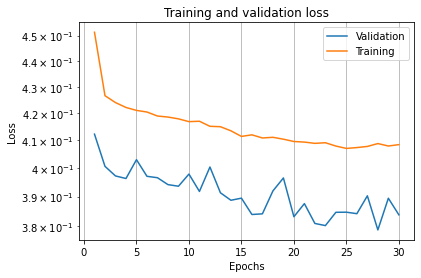 Training and validation loss
Validation
Training
Loss
4.5 × 10⁻¹
4.4 × 10⁻¹
4.3 × 10⁻¹
4.2 × 10⁻¹
4.1 × 10⁻¹
4 × 10⁻¹
3.9 × 10⁻¹
3.8 × 10⁻¹
0 5 10 15 20 25 30
Epochs